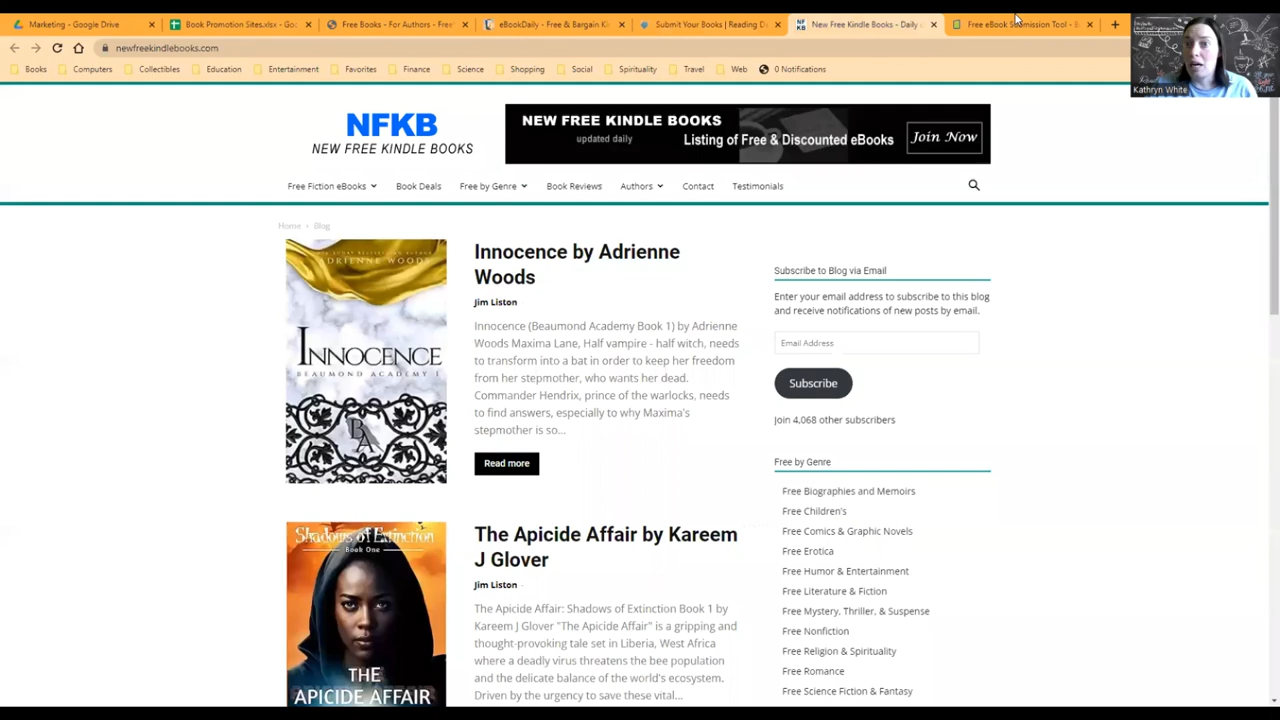 Marketing - Google Drive
Book Promotion Sites.xlsx - Goo
Free Books - For Authors - Free
eBookDaily - Free & Bargain Ki
Submit Your Books | Reading D
New Free Kindle Books - Daily
Free eBook Submission Tool - B
newfreekindlebooks.com
Books
Computers
Collectibles
Education
Entertainment
Favorites
Finance
Science
Shopping
Social
Spirituality
Travel
Web
0 Notifications
Kathryn White
NFKB
NEW FREE KINDLE BOOKS
NEW FREE KINDLE BOOKS
updated daily
Listing of Free & Discounted eBooks
Join Now
Free Fiction eBooks
Book Deals
Free by Genre
Book Reviews
Authors
Contact
Testimonials
Home › Blog
ADRIENNE WOODS
INNOCENCE
BEAUMOND ACADEMY 1
BA
Innocence by Adrienne
Woods
Jim Liston
Innocence (Beaumond Academy Book 1) by Adrienne
Woods Maxima Lane, Half vampire - half witch, needs
to transform into a bat in order to keep her freedom
from her stepmother, who wants her dead.
Commander Hendrix, prince of the warlocks, needs
to find answers, especially to why Maxima's
stepmother is so...
Read more
Shadows of Extinction
Book One
THE
APICIDE AFFAIR
The Apicide Affair by Kareem
J Glover
Jim Liston -
The Apicide Affair: Shadows of Extinction Book 1 by
Kareem J Glover "The Apicide Affair" is a gripping and
thought-provoking tale set in Liberia, West Africa
where a deadly virus threatens the bee population
and the delicate balance of the world's ecosystem.
Driven by the urgency to save these vital...
Subscribe to Blog via Email
Enter your email address to subscribe to this blog
and receive notifications of new posts by email.
Email Address
Subscribe
Join 4,068 other subscribers
Free by Genre
Free Biographies and Memoirs
Free Children's
Free Comics & Graphic Novels
Free Erotica
Free Humor & Entertainment
Free Literature & Fiction
Free Mystery, Thriller, & Suspense
Free Nonfiction
Free Religion & Spirituality
Free Romance
Free Science Fiction & Fantasy